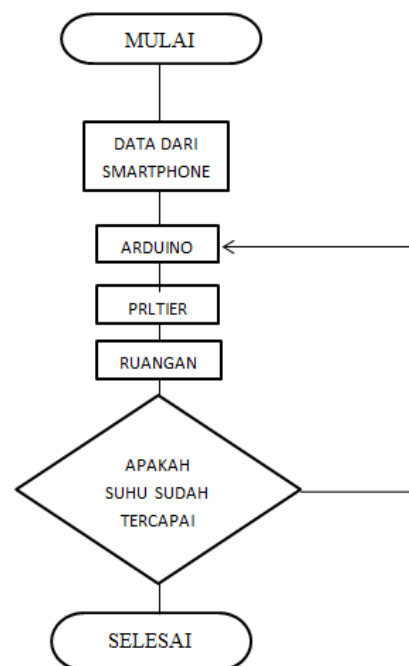 MULAI
DATA DARI
SMARTPHONE
ARDUINO
PRLTIER
RUANGAN
APAKAH
SUHU SUDAH
TERCAPAI
SELESAI